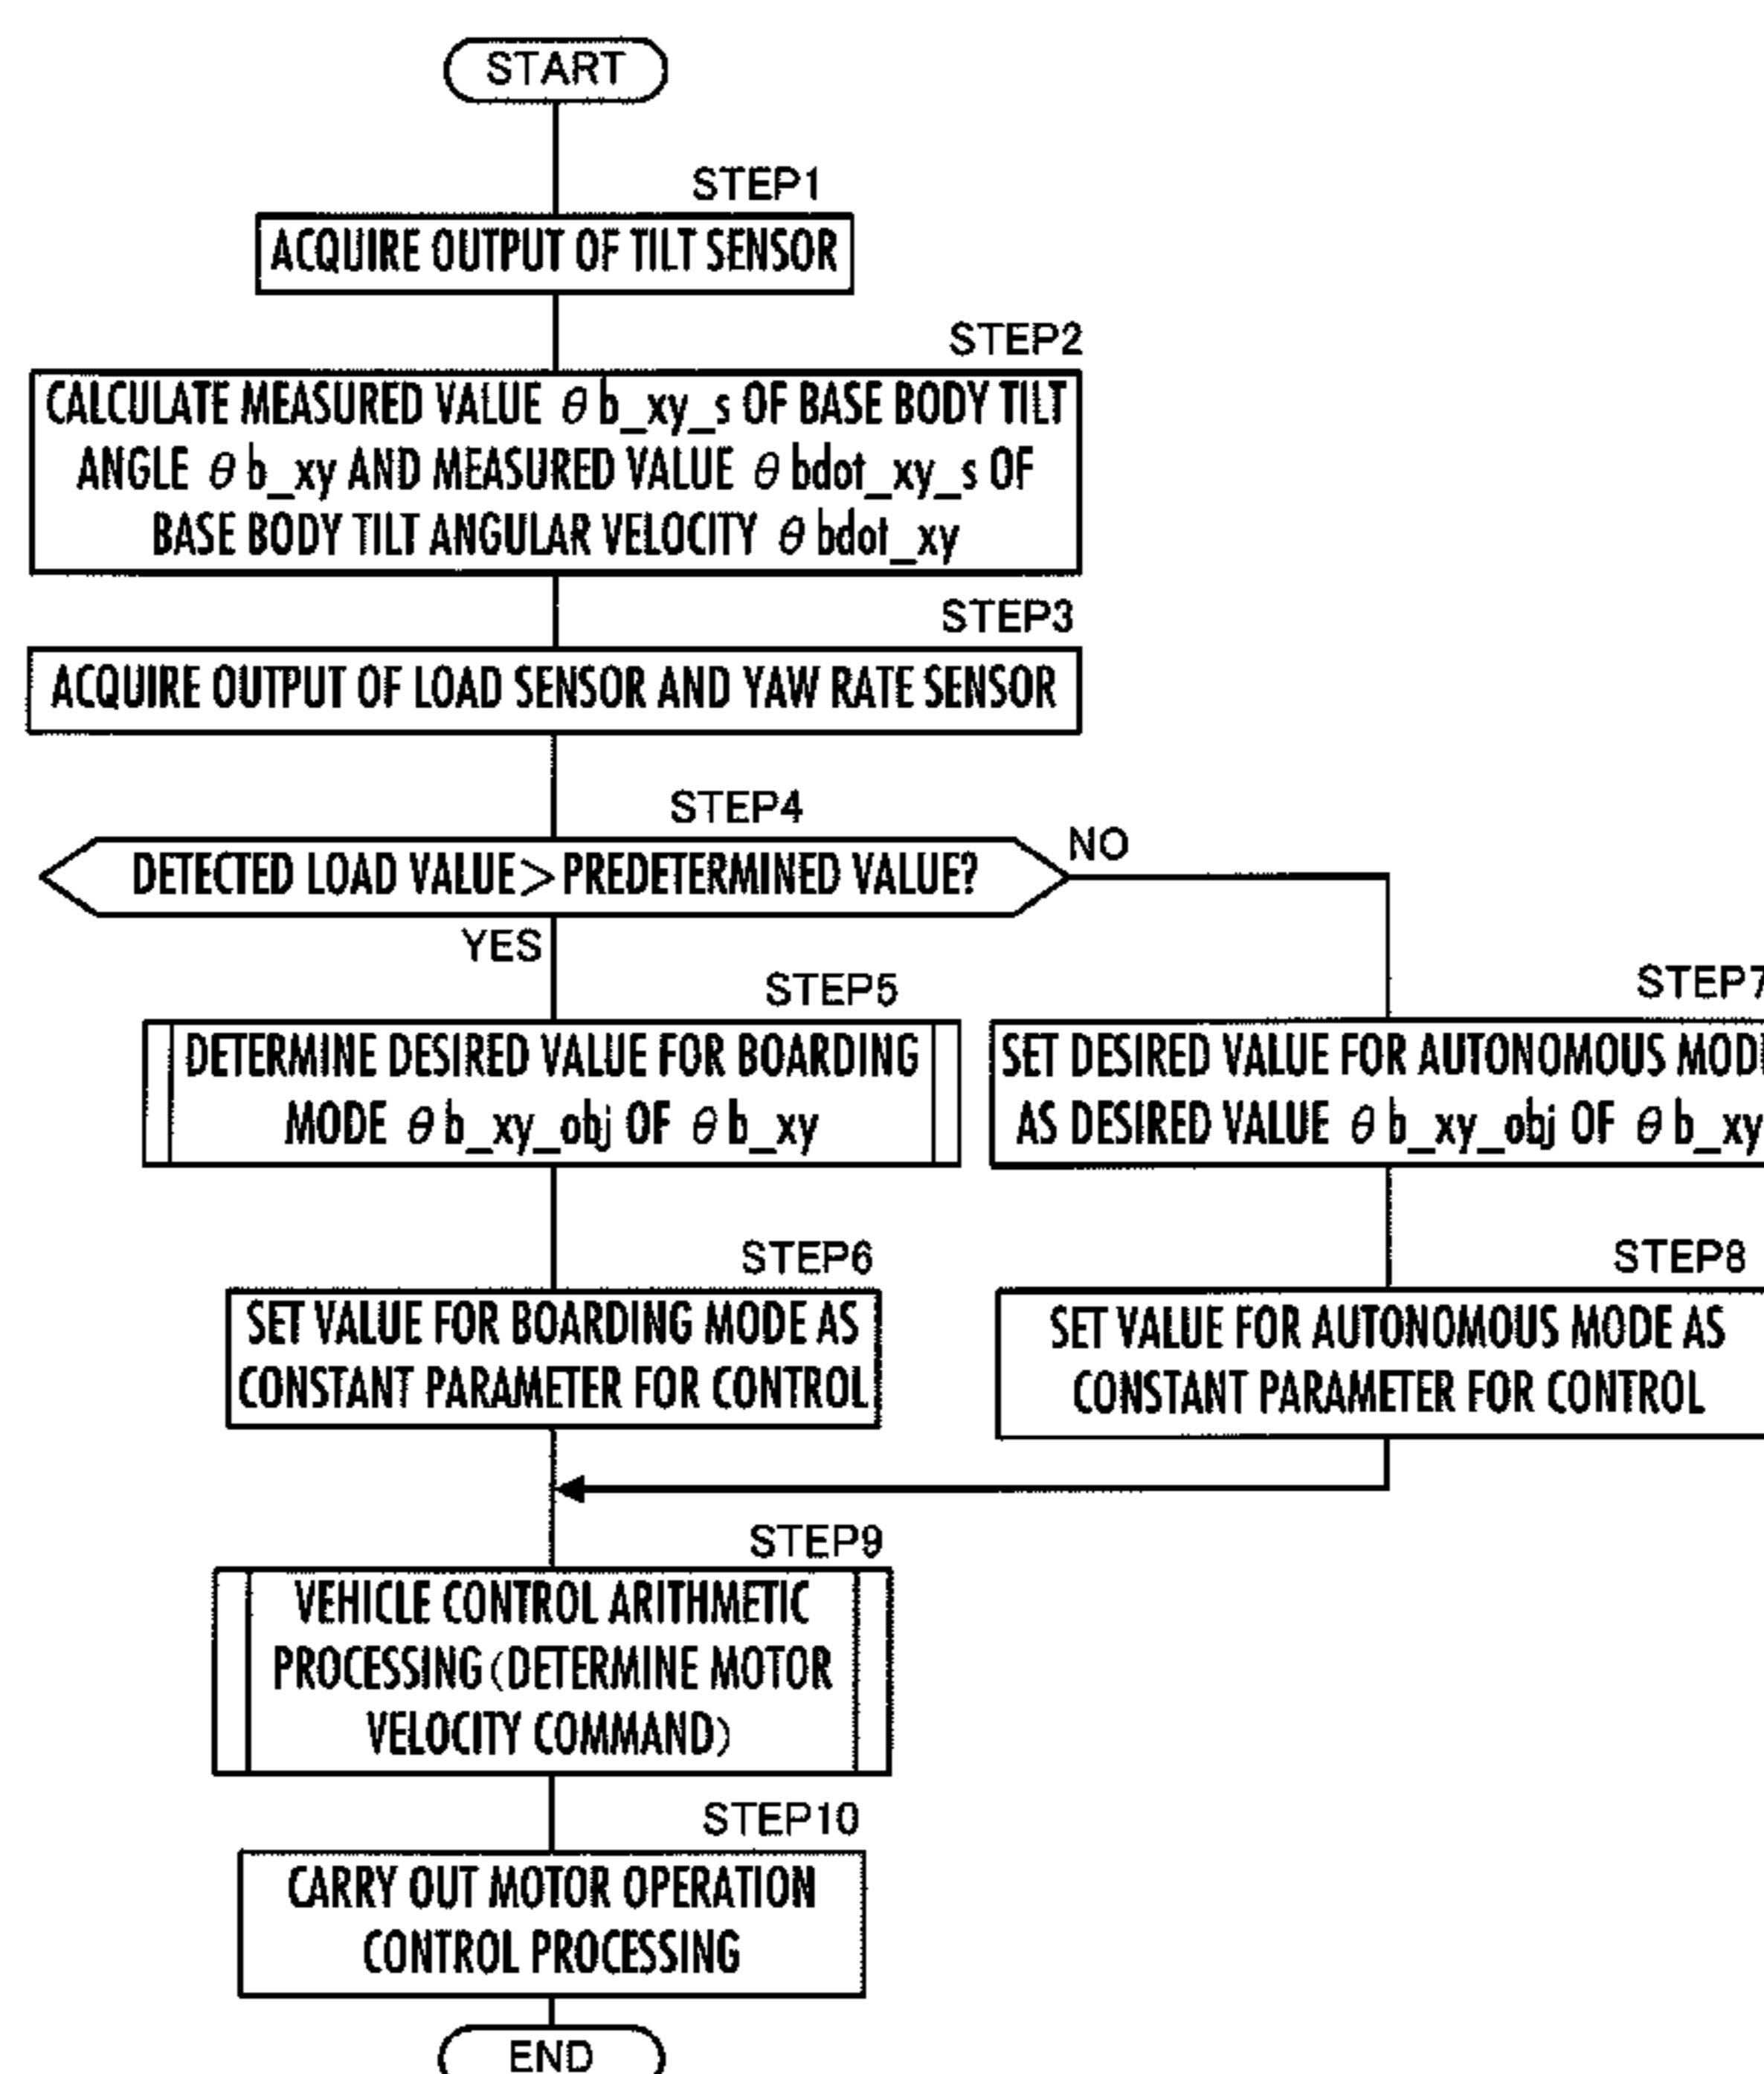 START
STEP1
ACQUIRE OUTPUT OF TILT SENSOR
STEP2
CALCULATE MEASURED VALUE θb_xy_s OF BASE BODY TILT
ANGLE θb_xy AND MEASURED VALUE θbdot_xy_s OF
BASE BODY TILT ANGULAR VELOCITY θbdot_xy
STEP3
ACQUIRE OUTPUT OF LOAD SENSOR AND YAW RATE SENSOR
STEP4
DETECTED LOAD VALUE>PREDETERMINED VALUE?
NO
YES
STEP5
DETERMINE DESIRED VALUE FOR BOARDING
MODE θb_xy_obj OF θb_xy
STEP7
SET DESIRED VALUE FOR AUTONOMOUS MODE
AS DESIRED VALUE θb_xy_obj OF θb_xy
STEP6
SET VALUE FOR BOARDING MODE AS
CONSTANT PARAMETER FOR CONTROL
STEP8
SET VALUE FOR AUTONOMOUS MODE AS
CONSTANT PARAMETER FOR CONTROL
STEP9
VEHICLE CONTROL ARITHMETIC
PROCESSING(DETERMINE MOTOR
VELOCITY COMMAND)
STEP10
CARRY OUT MOTOR OPERATION
CONTROL PROCESSING
END